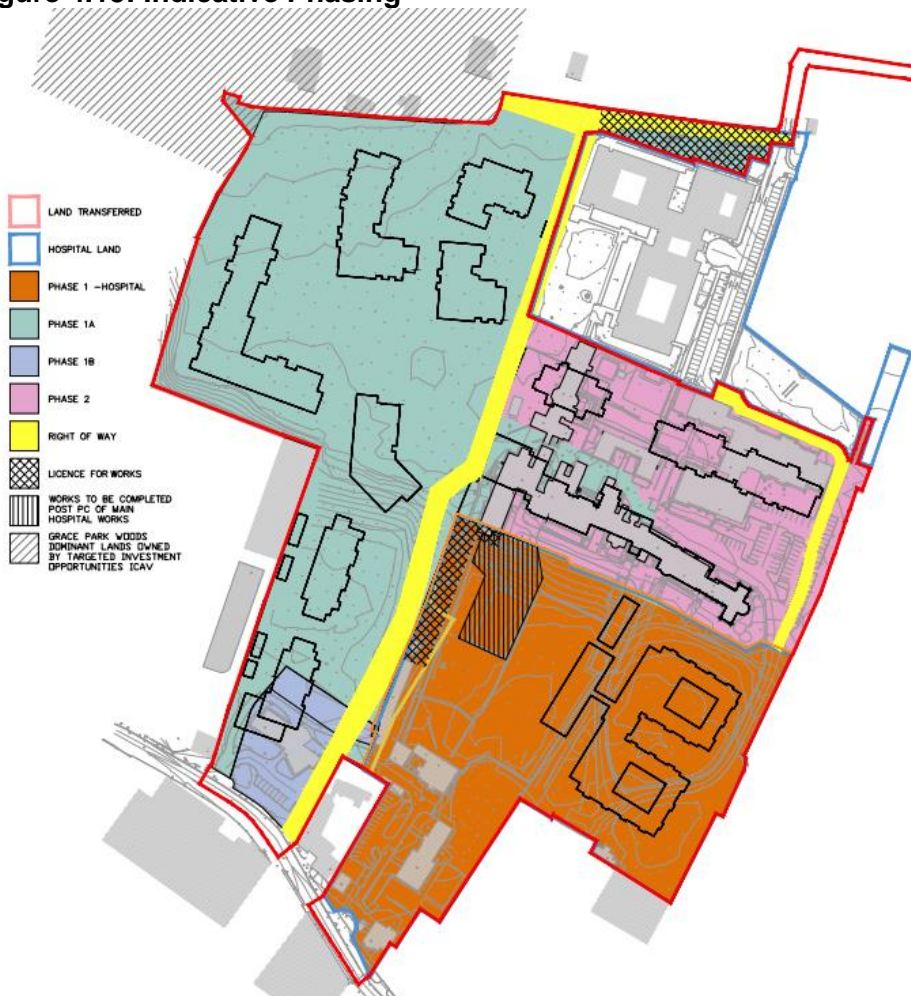 gure 4.16: Indicative Phasing
LAND TRANSFERRED
HOSPITAL LAND
PHASE 1 -HOSPITAL
PHASE 1A
PHASE 1B
PHASE 2
RIGHT OF WAY
LICENCE FOR WORKS
WORKS TO BE COMPLETED
POST PC OF MAIN
HOSPITAL WORKS
GRACE PARK WOODS
DOMINANT LANDS OWNED
BY TARGETED INVESTMENT
OPPORTUNITIES ICAV